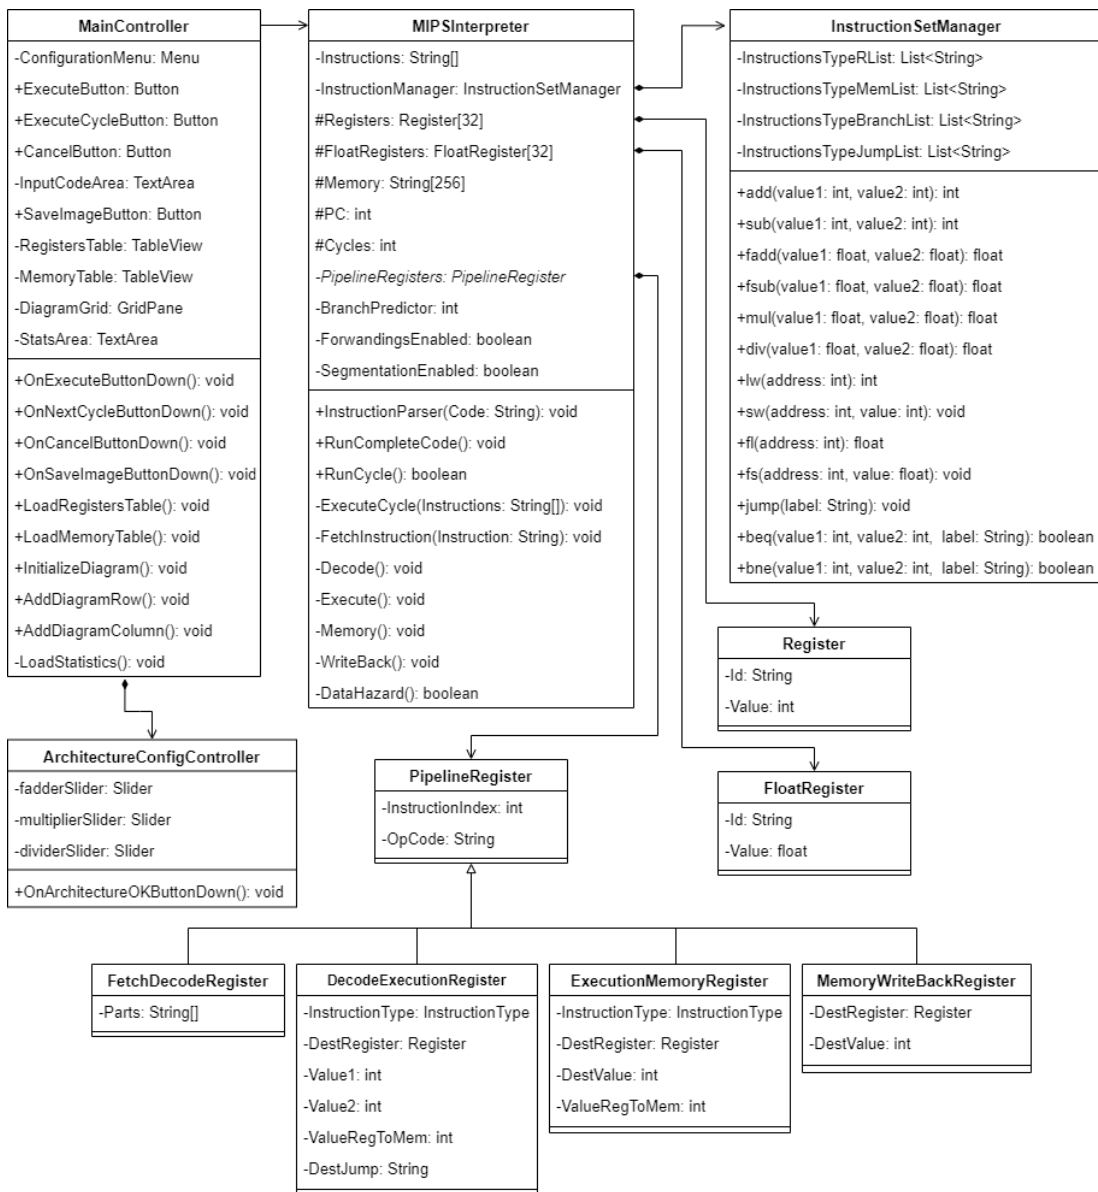 MainController
-ConfigurationMenu: Menu
+ExecuteButton: Button
+ExecuteCycleButton: Button
+CancelButton: Button
-InputCodeArea: TextArea
+SaveImageButton: Button
-RegistersTable: TableView
-MemoryTable: TableView
-DiagramGrid: GridPane
-StatsArea: TextArea
+OnExecuteButtonDown(): void
+OnNextCycleButtonDown(): void
+OnCancelButtonDown(): void
+OnSaveImageButtonDown(): void
+LoadRegistersTable(): void
+LoadMemoryTable(): void
+InitializeDiagram(): void
+AddDiagramRow(): void
+AddDiagramColumn(): void
-LoadStatistics(): void
MIPSInterpreter
-Instructions: String[]
-InstructionManager: InstructionSetManager
#Registers: Register[32]
#FloatRegisters: FloatRegister[32]
#Memory: String[256]
#PC: int
#Cycles: int
-PipelineRegisters: PipelineRegister
-BranchPredictor: int
-ForwandingsEnabled: boolean
-SegmentationEnabled: boolean
+InstructionParser(Code: String): void
+RunCompleteCode(): void
+RunCycle(): boolean
-ExecuteCycle(Instructions: String[]): void
-FetchInstruction(Instruction: String): void
-Decode(): void
-Execute(): void
-Memory(): void
-WriteBack(): void
-DataHazard(): boolean
InstructionSetManager
-InstructionsTypeRList: List<String>
-InstructionsTypeMemList: List<String>
-InstructionsTypeBranchList: List<String>
-InstructionsTypeJumpList: List<String>
+add(value1: int, value2: int): int
+sub(value1: int, value2: int): int
+fadd(value1: float, value2: float): float
+fsub(value1: float, value2: float): float
+mul(value1: float, value2: float): float
+div(value1: float, value2: float): float
+lw(address: int): int
+sw(address: int, value: int): void
+fl(address: int): float
+fs(address: int, value: float): void
+jump(label: String): void
+beq(value1: int, value2: int, label: String): boolean
+bne(value1: int, value2: int, label: String): boolean
Register
-Id: String
-Value: int
ArchitectureConfigController
-fadderSlider: Slider
-multiplierSlider: Slider
-dividerSlider: Slider
+OnArchitectureOKButtonDown(): void
PipelineRegister
-InstructionIndex: int
-OpCode: String
FloatRegister
-Id: String
-Value: float
FetchDecodeRegister
-Parts: String[]
DecodeExecutionRegister
-InstructionType: InstructionType
-DestRegister: Register
-Value1: int
-Value2: int
-ValueRegToMem: int
-DestJump: String
ExecutionMemoryRegister
-InstructionType: InstructionType
-DestRegister: Register
-DestValue: int
-ValueRegToMem: int
MemoryWriteBackRegister
-DestRegister: Register
-DestValue: int